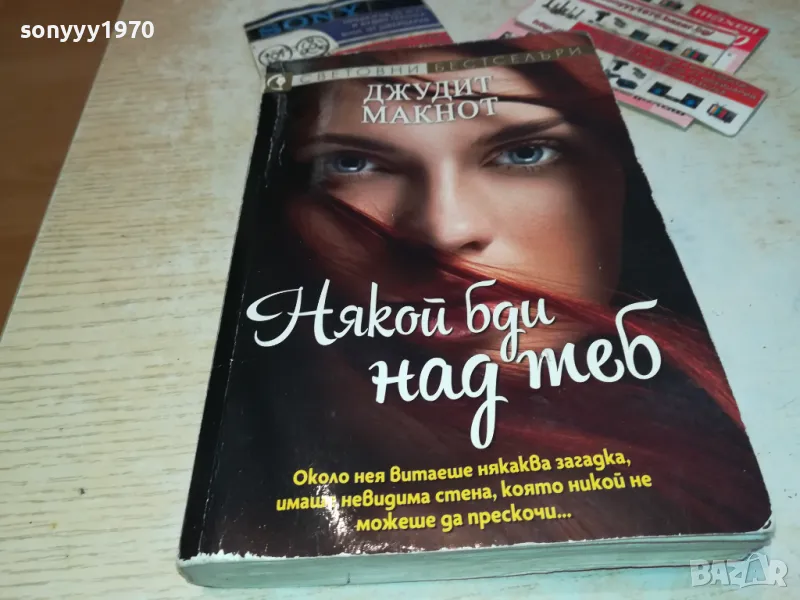 sonyyy1970
SONY
СВЕТОВНИ БЕСТСЕЛЪРИ
ДЖУДИТ
МАКНОТ
Някой бди
над теб
Около нея витаеше някаква загадка,
имаше невидима стена, която никой не
можеше да прескочи...
BAZAR